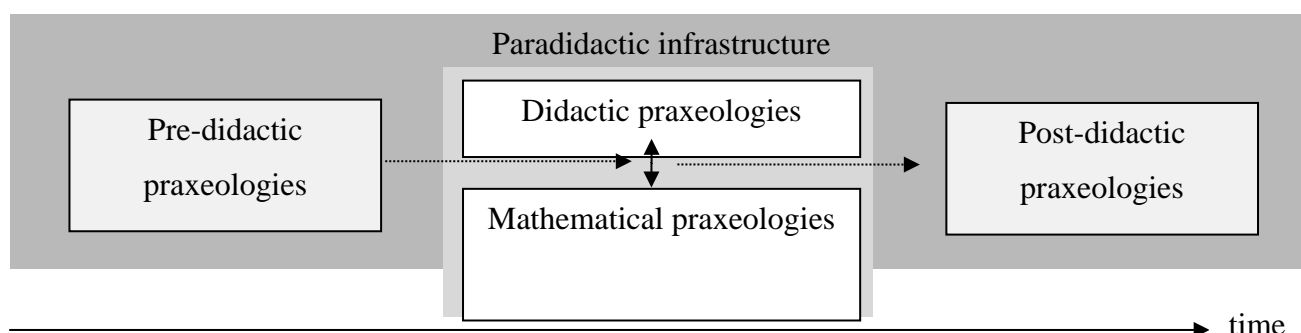 Paradidactic infrastructure
Pre-didactic
praxeologies
Didactic praxeologies
Mathematical praxeologies
Post-didactic
praxeologies
time